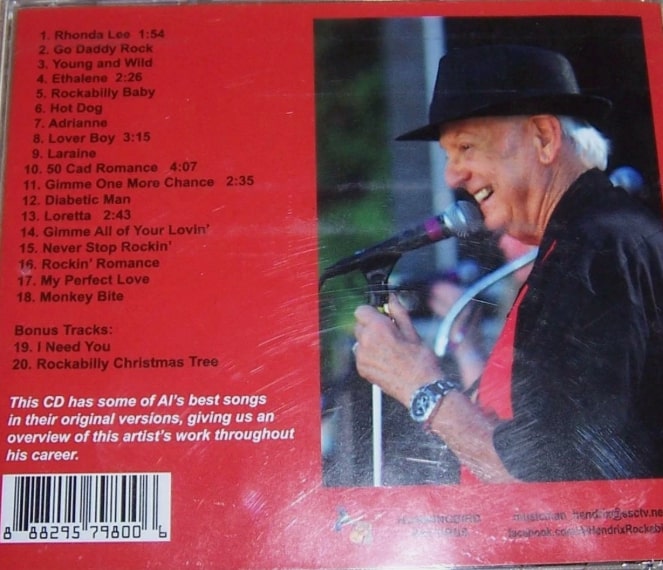 1. Rhonda Lee 1:54
2. Go Daddy Rock
3. Young and Wild
4. Ethalene 2:26
5. Rockabilly Baby
6. Hot Dog
7. Adrianne
8. Lover Boy 3:15
9. Laraine
10. 50 Cad Romance 4:07
11. Gimme One More Chance 2:35
12. Diabetic Man
13. Loretta 2:43
14. Gimme All of Your Lovin'
15. Never Stop Rockin'
16. Rockin' Romance
17. My Perfect Love
18. Monkey Bite
Bonus Tracks:
19. I Need You
20. Rockabilly Christmas Tree
This CD has some of Al's best songs
in their original versions, giving us an
overview of this artist's work throughout
his career.
8 88295 79800 6